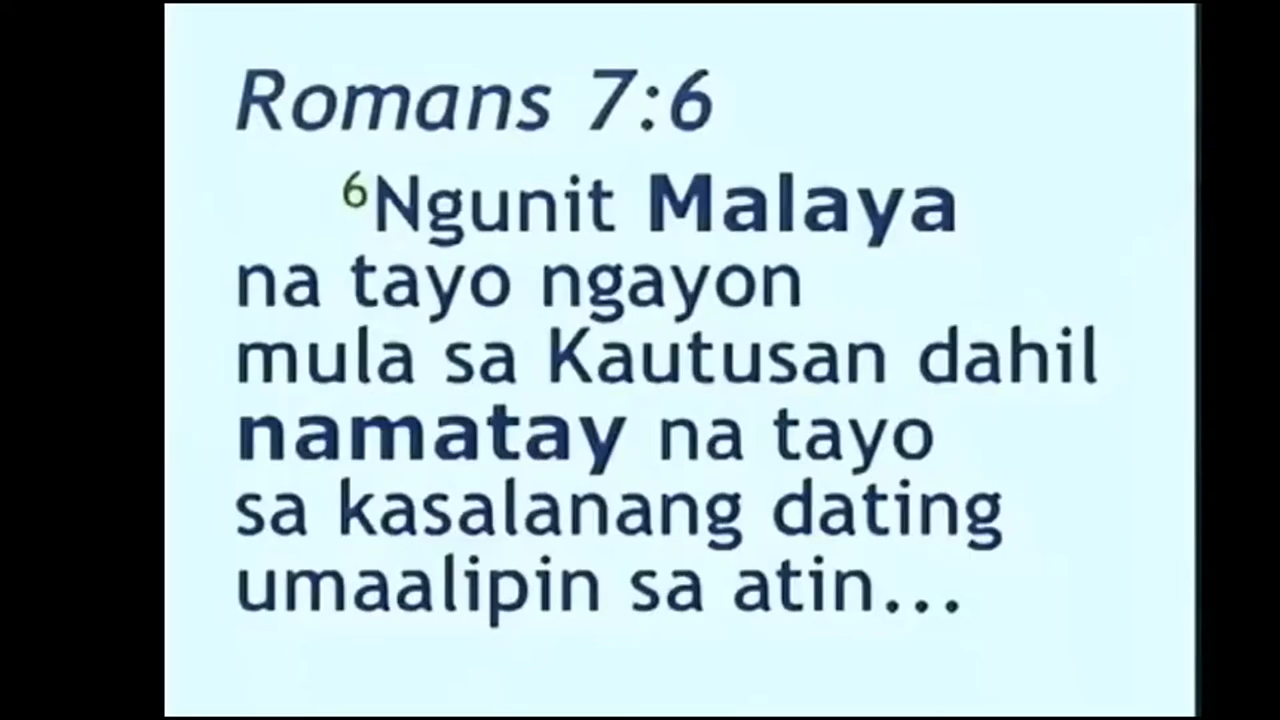 Romans 7:6
⁶Ngunit Malaya
na tayo ngayon
mula sa Kautusan dahil
namatay na tayo
sa kasalanang dating
umaalipin sa atin...